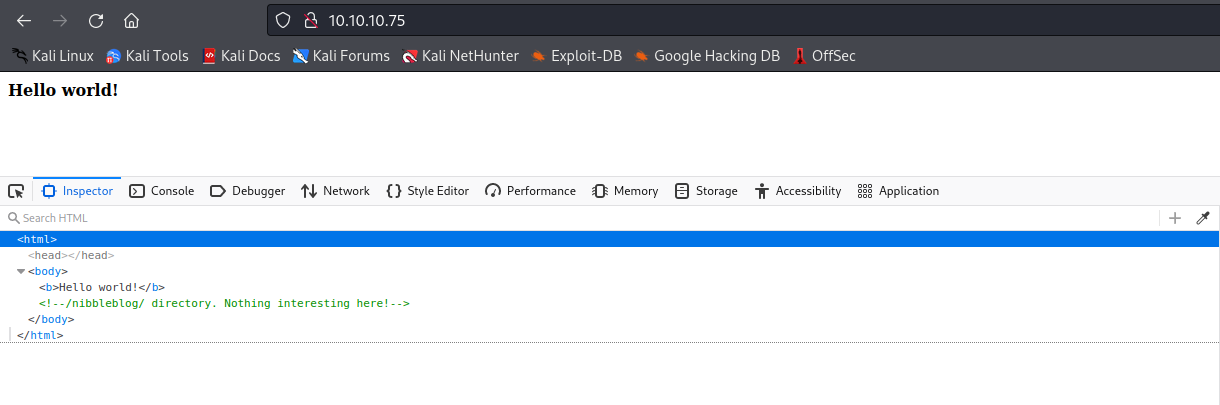 10.10.10.75
Kali Linux Kali Tools Kali Docs Kali Forums Kali NetHunter Exploit-DB Google Hacking DB OffSec
Hello world!
Inspector Console Debugger Network Style Editor Performance Memory Storage Accessibility Application
Search HTML
<html>
<head></head>
<body>
<b>Hello world!</b>
<!--/nibbleblog/ directory. Nothing interesting here!-->
</body>
</html>